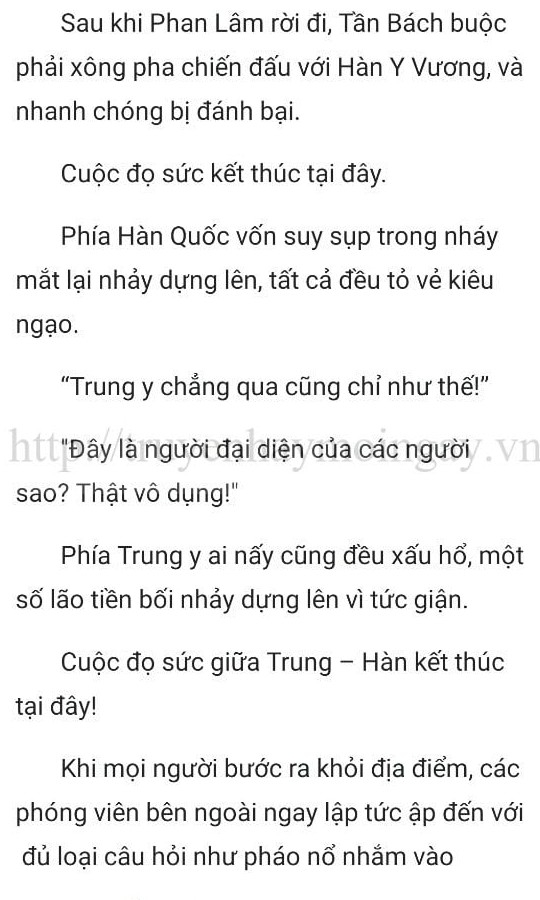 Sau khi Phan Lâm rời đi, Tần Bách buộc
phải xông pha chiến đấu với Hàn Y Vương, và
nhanh chóng bị đánh bại.
Cuộc đọ sức kết thúc tại đây.
Phía Hàn Quốc vốn suy sụp trong nháy
mắt lại nhảy dựng lên, tất cả đều tỏ vẻ kiêu
ngạo.
“Trung y chẳng qua cũng chỉ như thế!”
http://truyenhaymoingay.vn
"Đây là người đại diện của các người
sao? Thật vô dụng!"
Phía Trung y ai nấy cũng đều xấu hổ, một
số lão tiền bối nhảy dựng lên vì tức giận.
Cuộc đọ sức giữa Trung – Hàn kết thúc
tại đây!
Khi mọi người bước ra khỏi địa điểm, các
phóng viên bên ngoài ngay lập tức ập đến với
đủ loại câu hỏi như pháo nổ nhắm vào